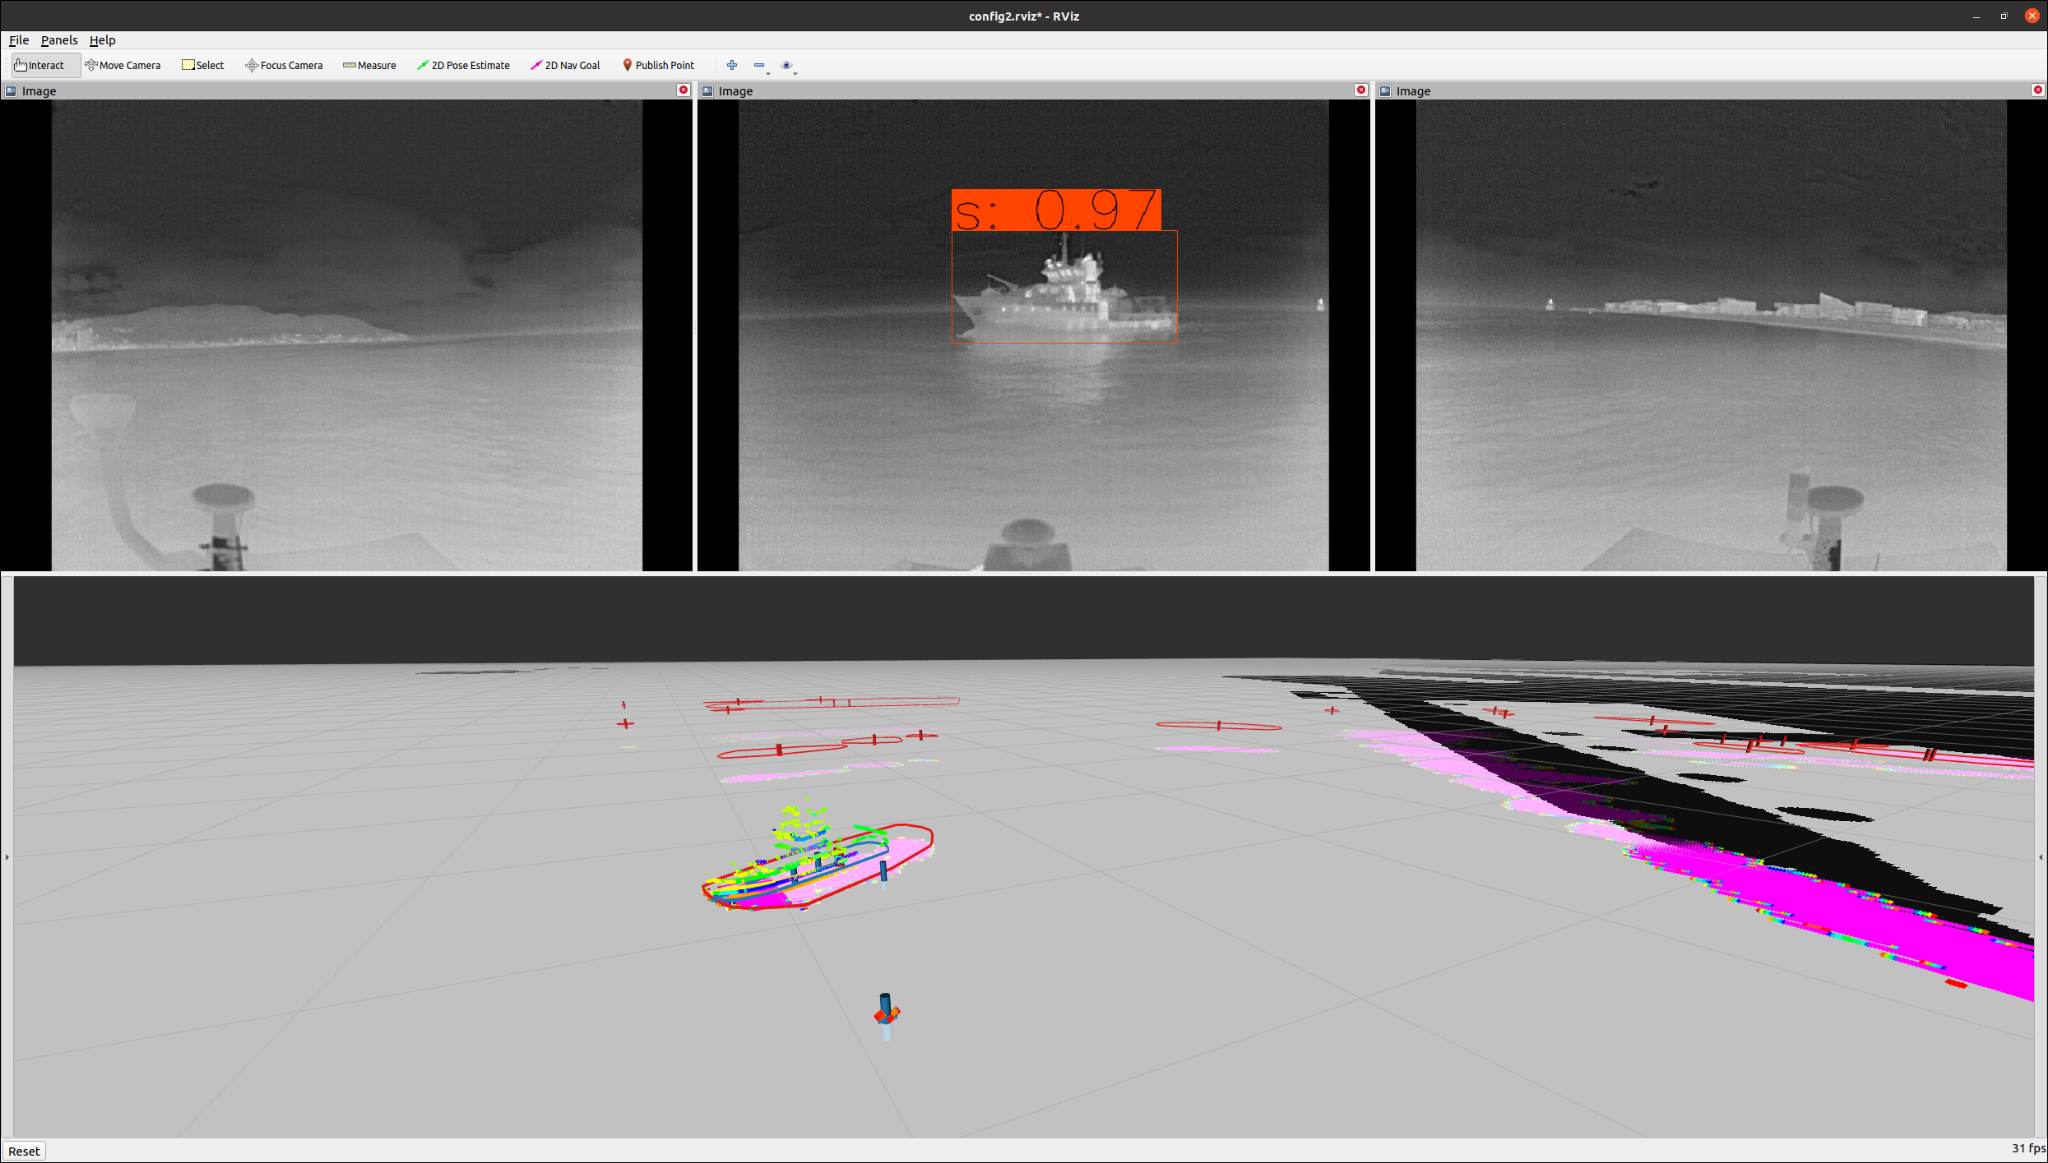 config2.rviz* - RViz
File Panels Help
Interact Move Camera Select Focus Camera Measure 2D Pose Estimate 2D Nav Goal Publish Point
Image Image Image
s: 0.97
Reset 31 fps